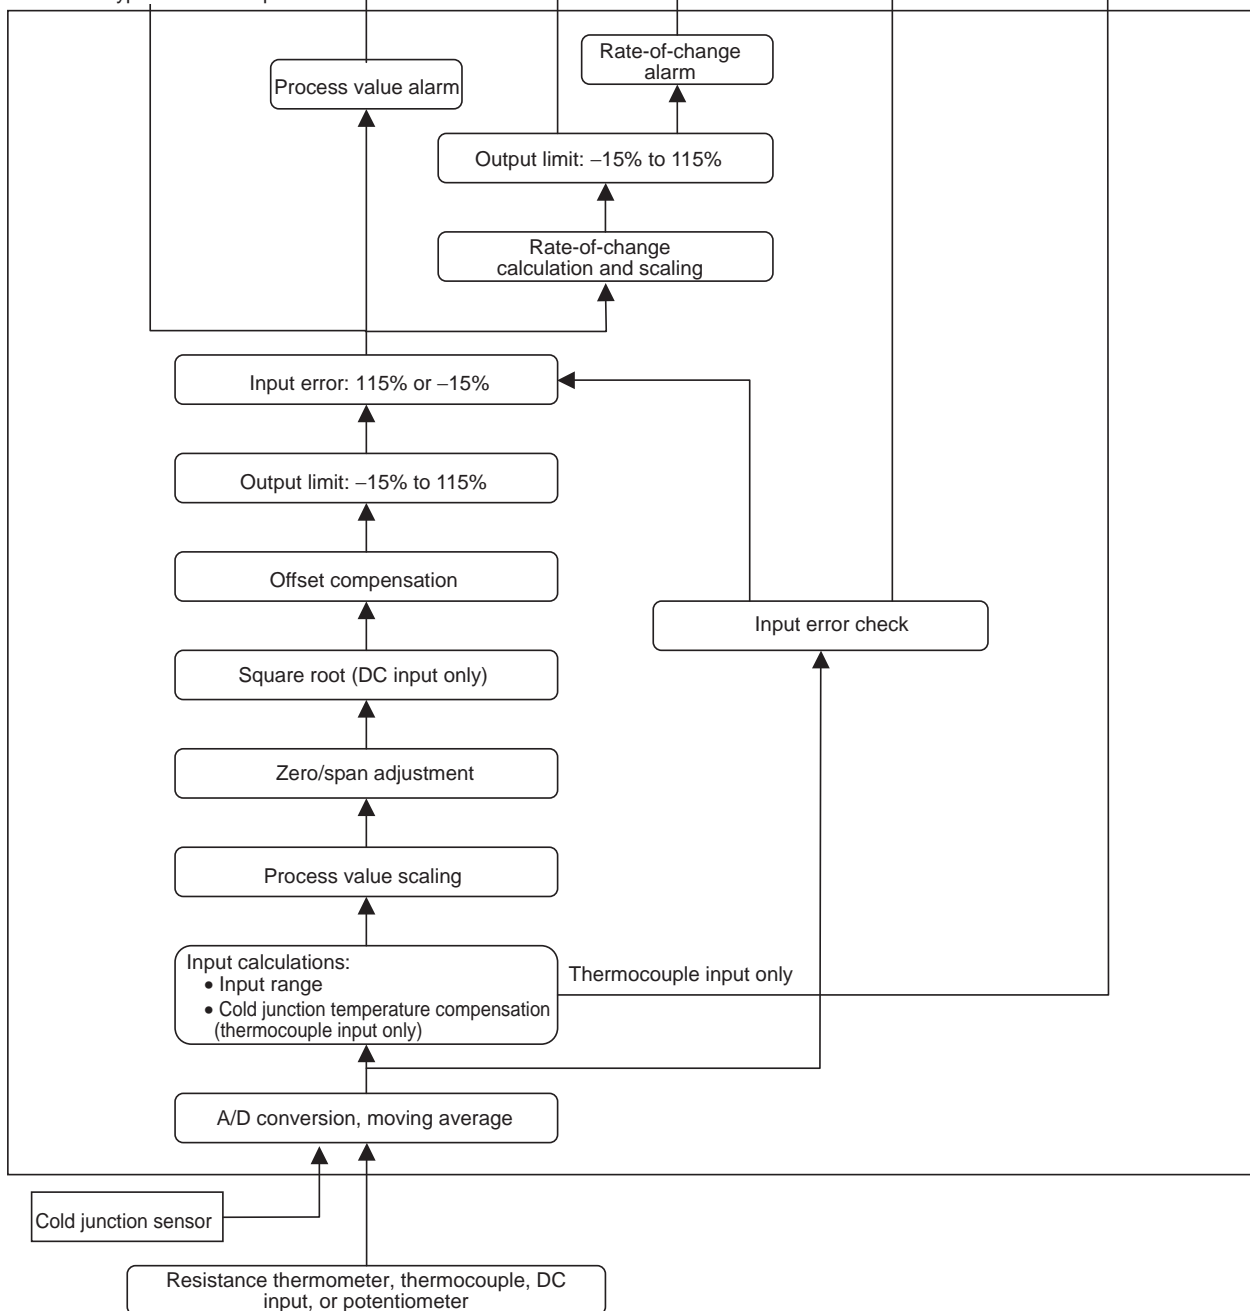 Rate-of-change
alarm
Process value alarm
Output limit: –15% to 115%
Rate-of-change
calculation and scaling
Input error: 115% or –15%
Output limit: –15% to 115%
Offset compensation
Input error check
Square root (DC input only)
Zero/span adjustment
Process value scaling
Input calculations:
• Input range
• Cold junction temperature compensation
(thermocouple input only)
Thermocouple input only
A/D conversion, moving average
Cold junction sensor
Resistance thermometer, thermocouple, DC
input, or potentiometer